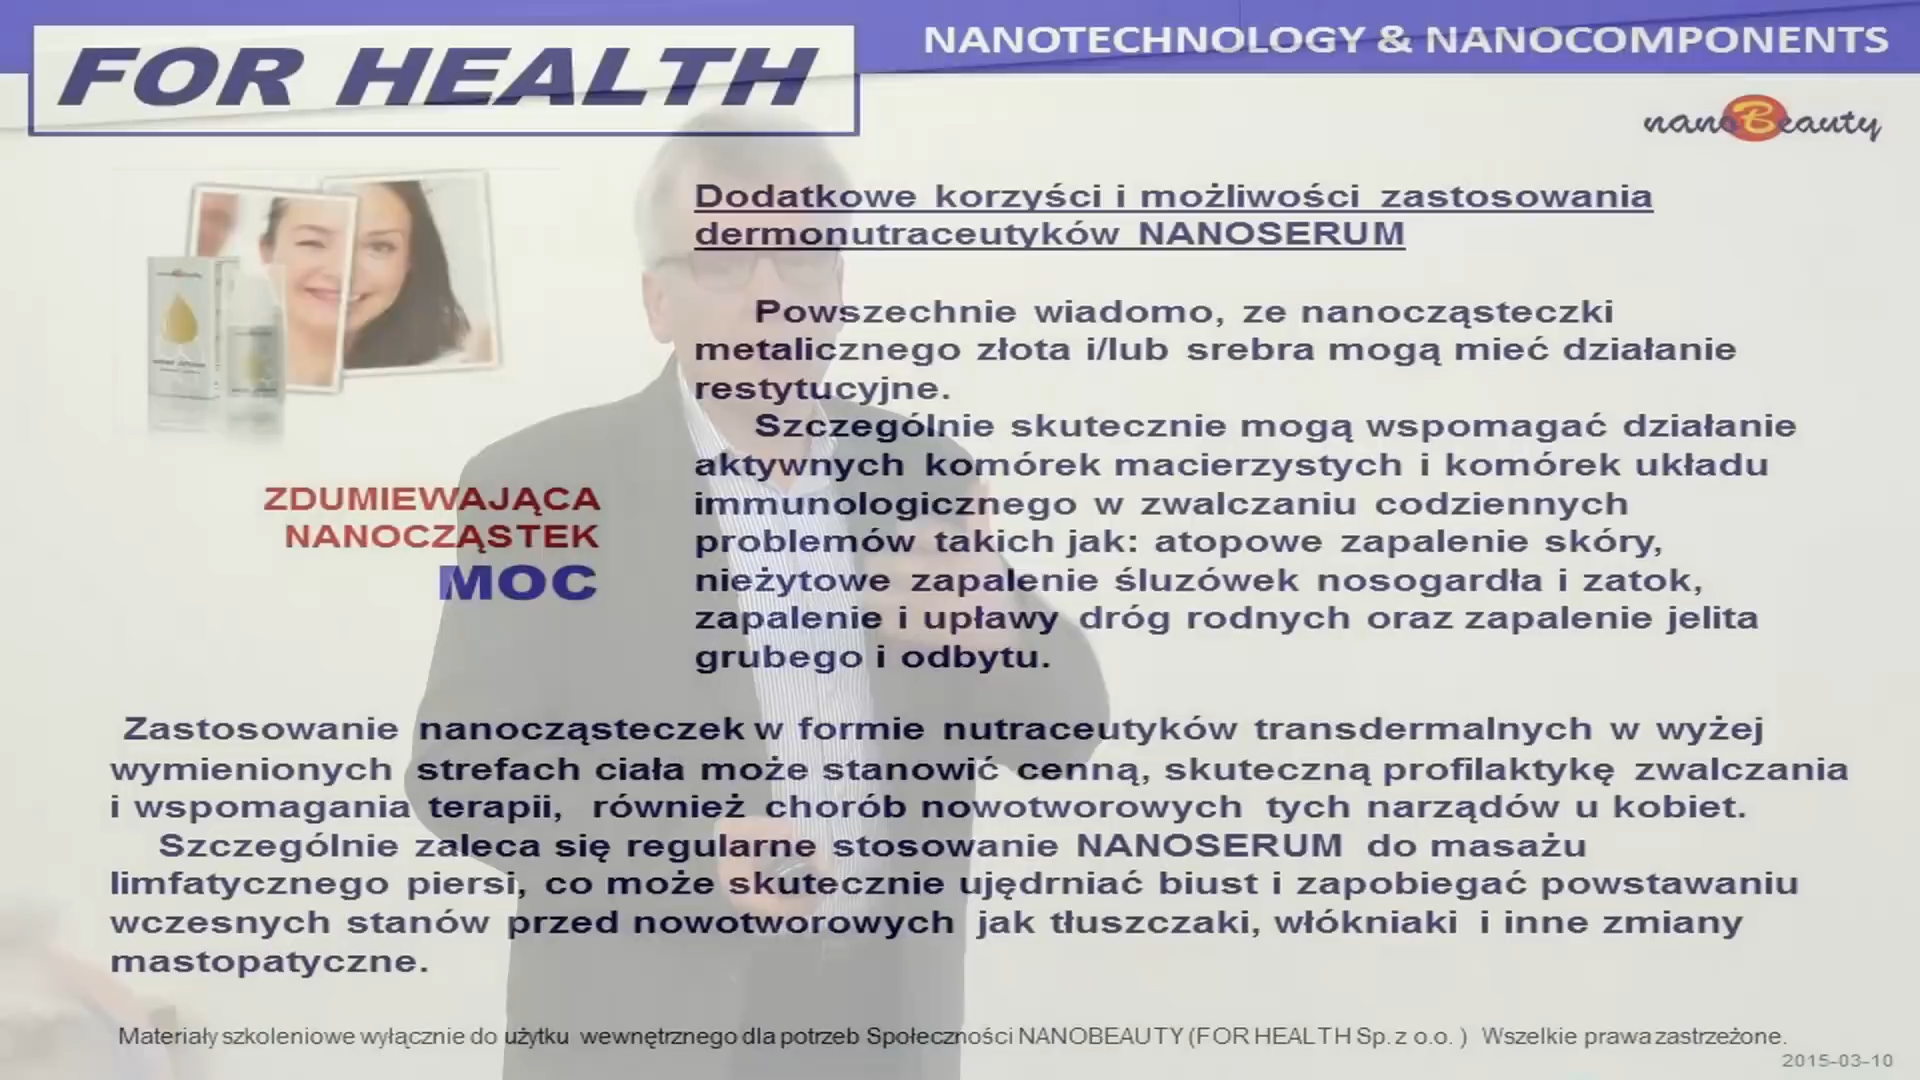 FOR HEALTH
NANOTECHNOLOGY & NANOCOMPONENTS
nanoBeauty
Dodatkowe korzyści i możliwości zastosowania
dermonutraceutyków NANOSERUM
Powszechnie wiadomo, ze nanocząsteczki
metalicznego złota i/lub srebra mogą mieć działanie
restytucyjne.
Szczególnie skutecznie mogą wspomagać działanie
aktywnych komórek macierzystych i komórek układu
immunologicznego w zwalczaniu codziennych
problemów takich jak: atopowe zapalenie skóry,
nieżytowe zapalenie śluzówek nosogardła i zatok,
zapalenie i upławy dróg rodnych oraz zapalenie jelita
grubego i odbytu.
ZDUMIEWAJĄCA
NANOCZĄSTEK
MOC
Zastosowanie nanocząsteczek w formie nutraceutyków transdermalnych w wyżej
wymienionych strefach ciała może stanowić cenną, skuteczną profilaktykę zwalczania
i wspomagania terapii, również chorób nowotworowych tych narządów u kobiet.
Szczególnie zaleca się regularne stosowanie NANOSERUM do masażu
limfatycznego piersi, co może skutecznie ujędrniać biust i zapobiegać powstawaniu
wczesnych stanów przed nowotworowych jak tłuszczaki, włókniaki i inne zmiany
mastopatyczne.
Materiały szkoleniowe wyłącznie do użytku wewnętrznego dla potrzeb Społeczności NANOBEAUTY (FOR HEALTH Sp. z o.o. ) Wszelkie prawa zastrzeżone.
2015-03-10